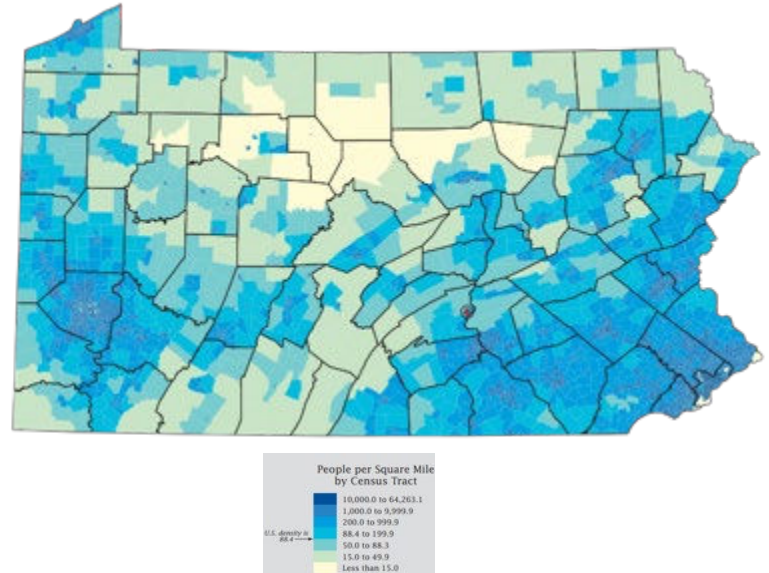 People per Square Mile
by Census Tract
10,000.0 to 64,263.1
1,000.0 to 9,999.9
200.0 to 999.9
U.S. density is
88.4
88.4 to 199.9
50.0 to 88.3
15.0 to 49.9
Less than 15.0